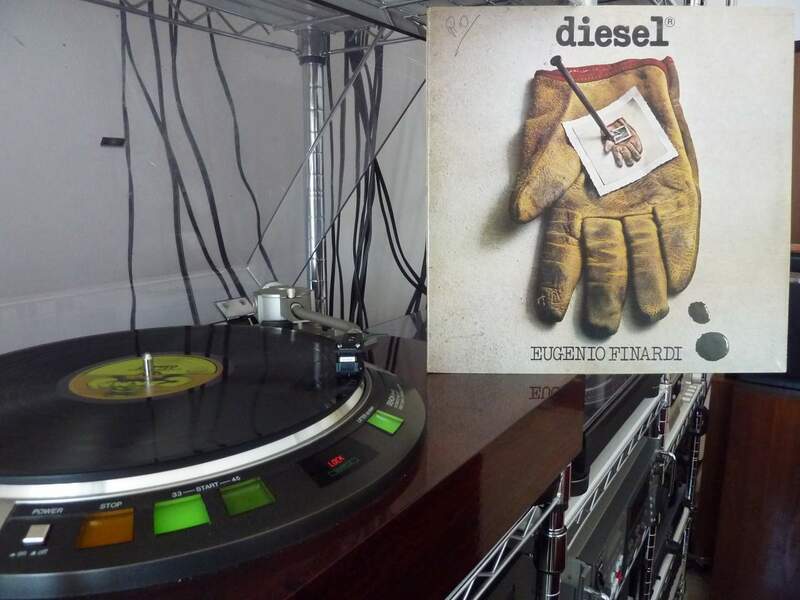 diesel®
EUGENIO FINARDI
POWER
STOP
33 — START — 45
LOCK